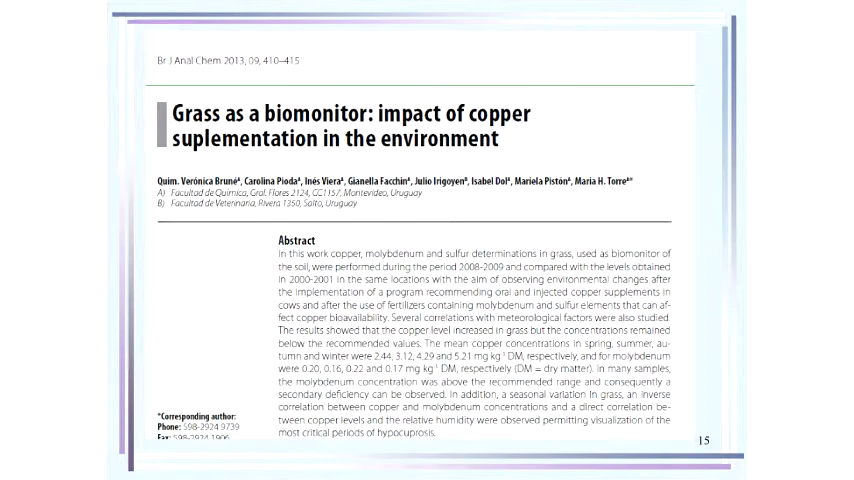 Br J Anal Chem 2013, 09, 410–415
Grass as a biomonitor: impact of copper
suplementation in the environment
Quim. Verónica Bruné^A, Carolina Pioda^A, Inés Viera^A, Gianella Facchin^A, Julio Irigoyen^B, Isabel Dol^A, Mariela Pistón^A, Maria H. Torre^A*
A) Facultad de Química, Gral. Flores 2124, CC1157, Montevideo, Uruguay
B) Facultad de Veterinaria, Rivera 1350, Salto, Uruguay
Abstract
In this work copper, molybdenum and sulfur determinations in grass, used as biomonitor of
the soil, were performed during the period 2008-2009 and compared with the levels obtained
in 2000-2001 in the same locations with the aim of observing environmental changes after
the implementation of a program recommending oral and injected copper supplements in
cows and after the use of fertilizers containing molybdenum and sulfur elements that can af-
fect copper bioavailability. Several correlations with meteorological factors were also studied.
The results showed that the copper level increased in grass but the concentrations remained
below the recommended values. The mean copper concentrations in spring, summer, au-
tumn and winter were 2.44, 3.12, 4.29 and 5.21 mg kg⁻¹ DM, respectively, and for molybdenum
were 0.20, 0.16, 0.22 and 0.17 mg kg⁻¹ DM, respectively (DM = dry matter). In many samples,
the molybdenum concentration was above the recommended range and consequently a
secondary deficiency can be observed. In addition, a seasonal variation in grass, an inverse
correlation between copper and molybdenum concentrations and a direct correlation be-
tween copper levels and the relative humidity were observed permitting visualization of the
most critical periods of hypocuprosis.
*Corresponding author:
Phone: 598-2924 9739
Fax: 598-2924 1906
15